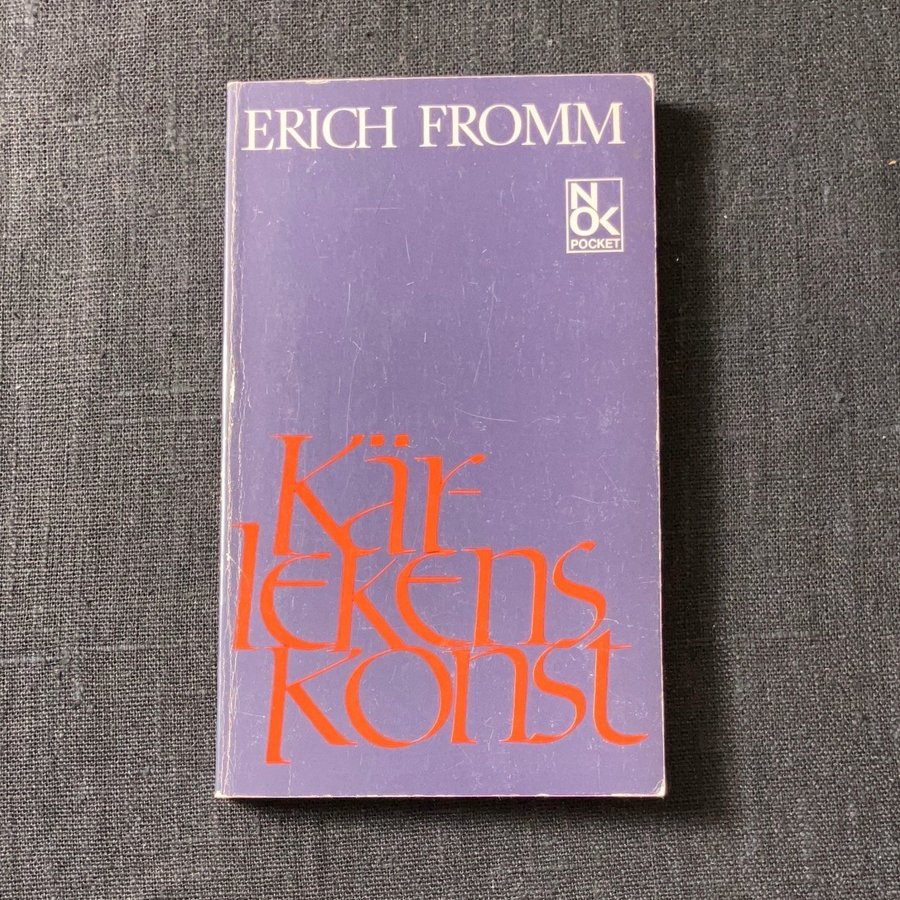 ERICH FROMM
NOK
POCKET
Kär-
lekens
konst